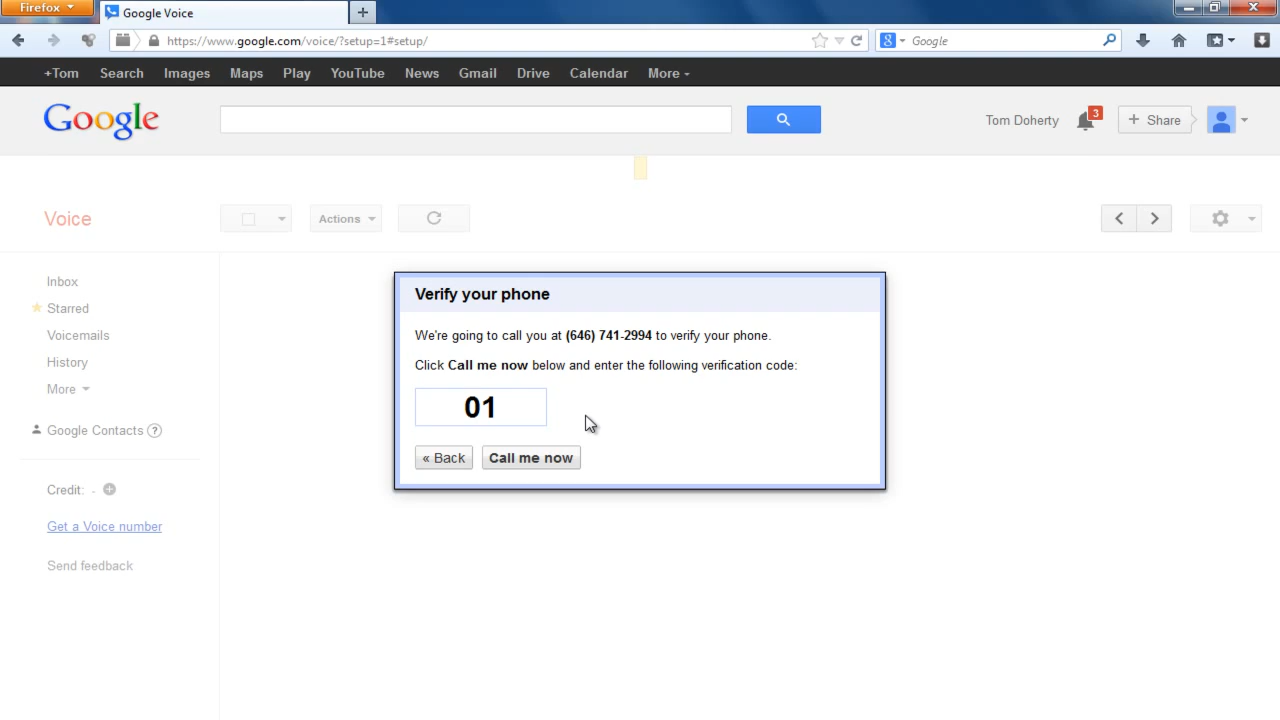 Firefox
Google Voice
https://www.google.com/voice/?setup=1#setup/
Google
+Tom Search Images Maps Play YouTube News Gmail Drive Calendar More
Google
Tom Doherty
3
+ Share
Voice
Actions
Inbox
Starred
Voicemails
History
More
Google Contacts ?
Credit: -
Get a Voice number
Send feedback
Verify your phone
We're going to call you at (646) 741-2994 to verify your phone.
Click Call me now below and enter the following verification code:
01
« Back
Call me now